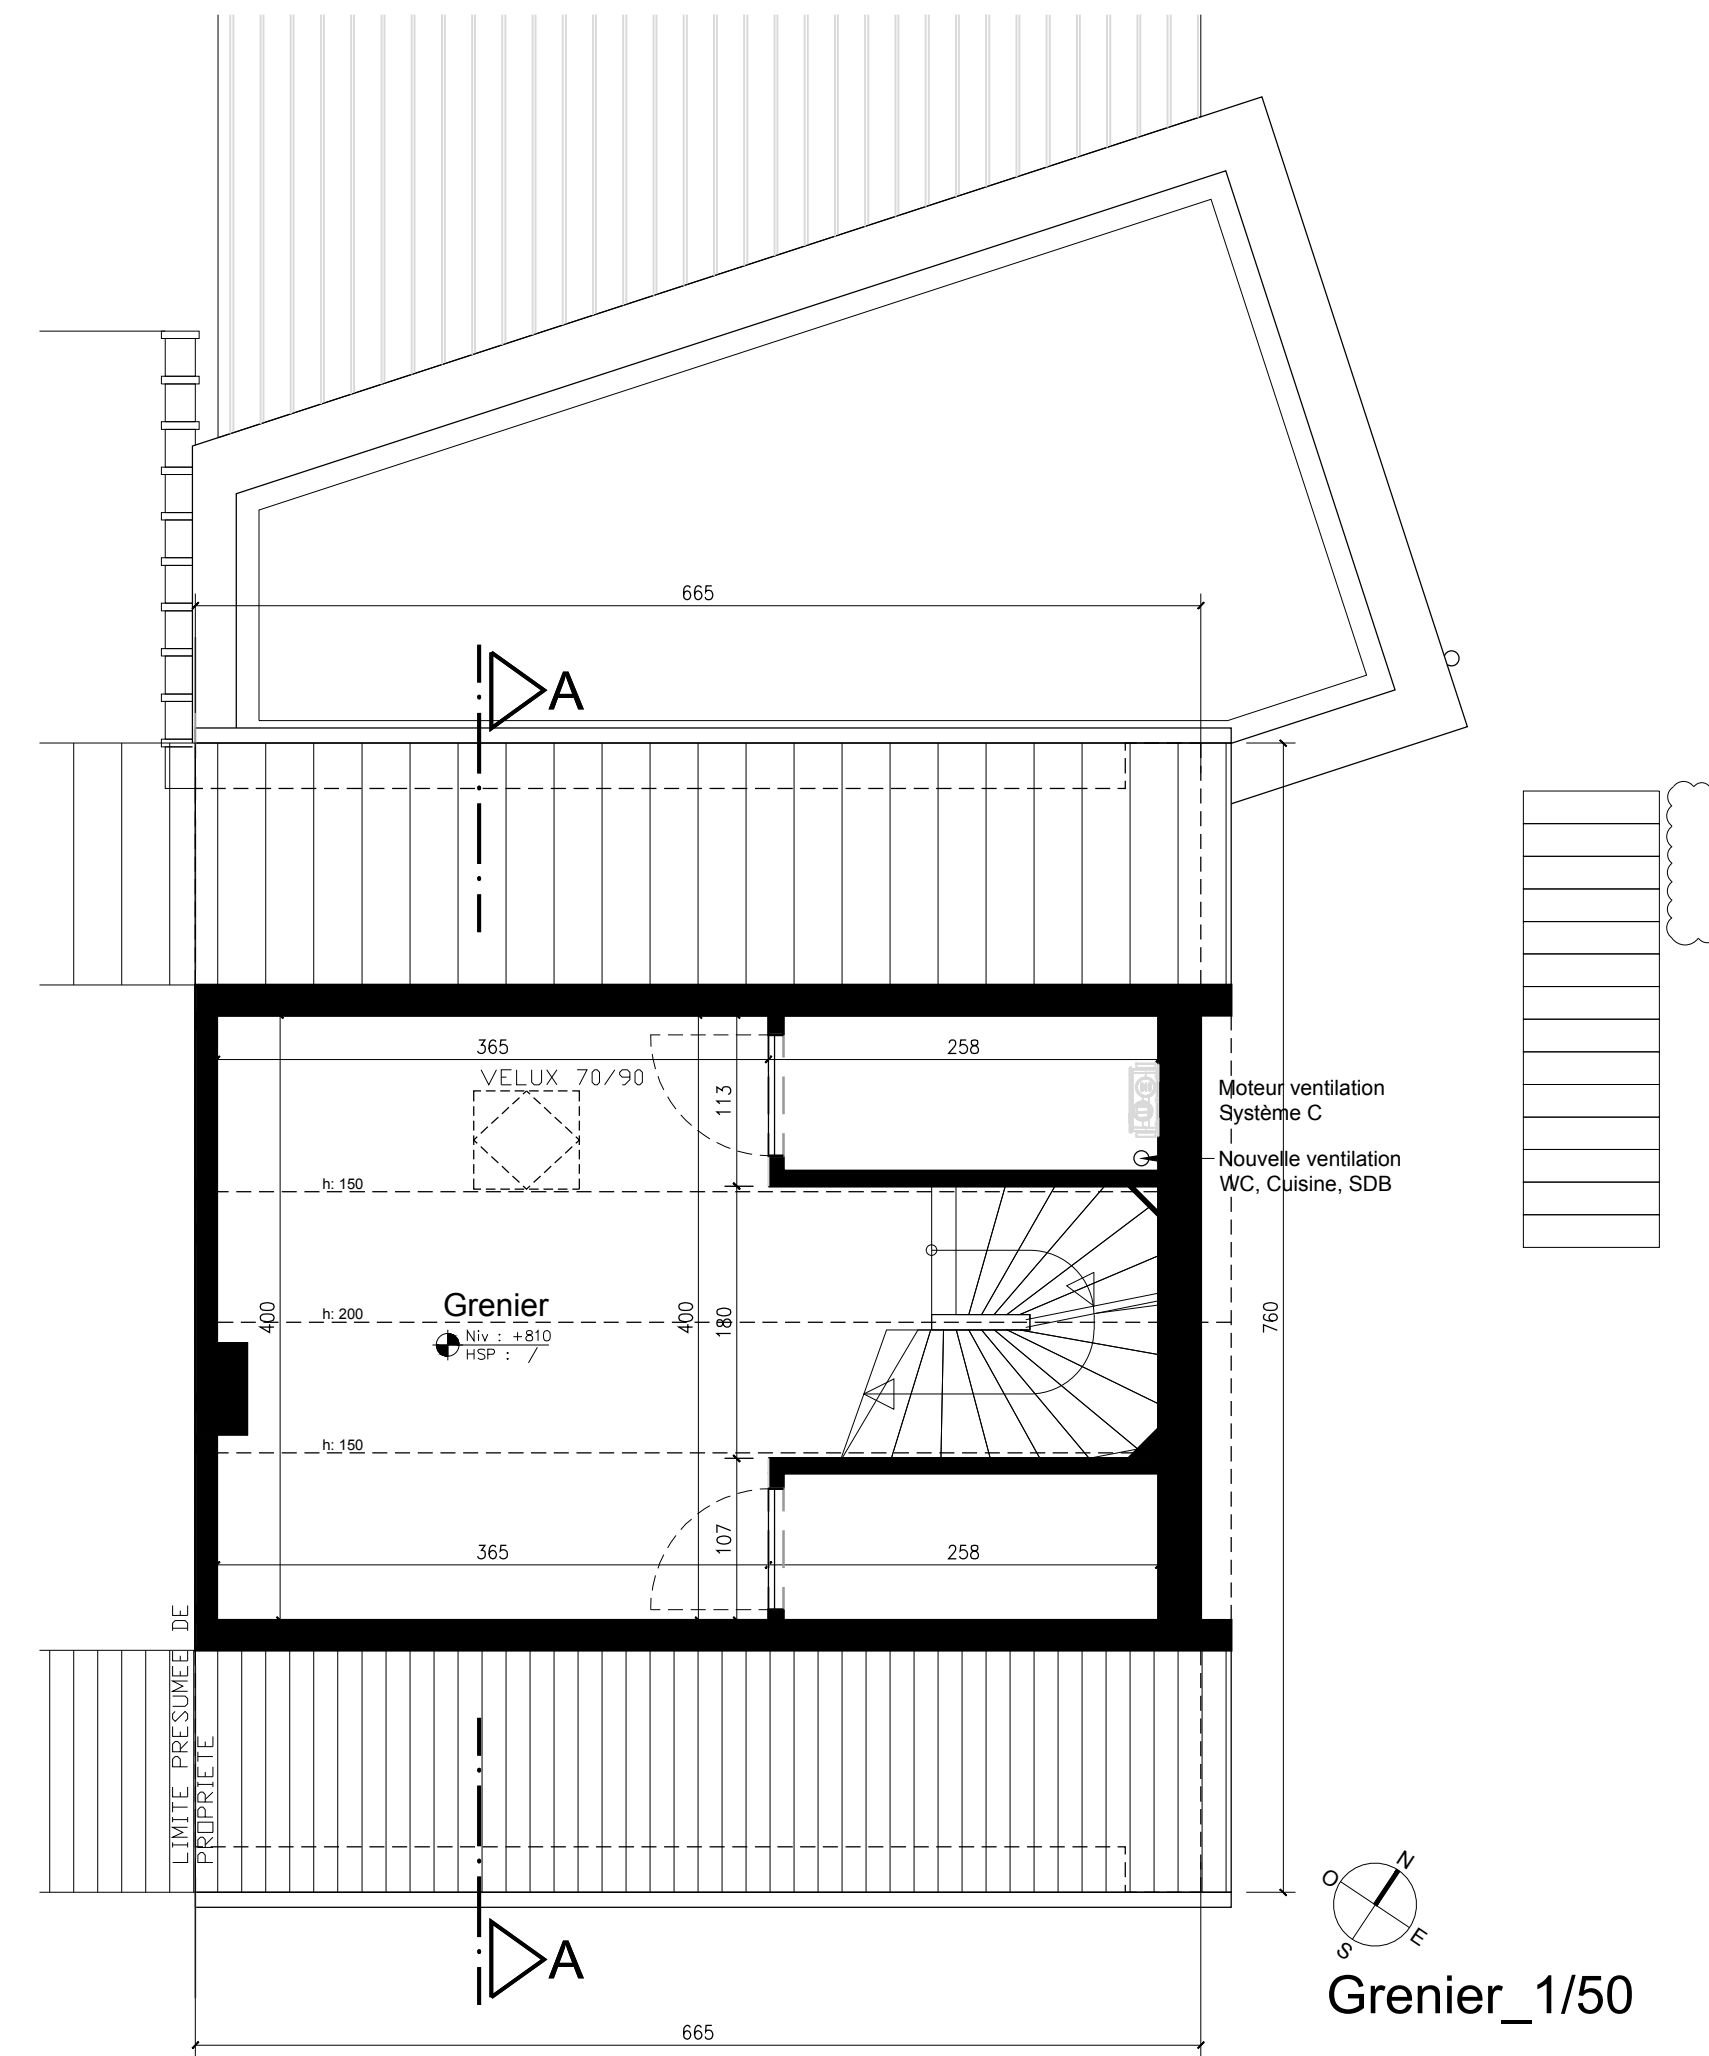 665
A
365
258
VELUX 70/90
113
Moteur ventilation
Système C
Nouvelle ventilation
WC, Cuisine, SDB
h: 150
Grenier
Niv : +810
HSP : /
h: 200
400
400
180
760
h: 150
107
365
258
LIMITE PRESUMEE DE
PROPRIETE
A
N
O
E
S
Grenier_1/50
665